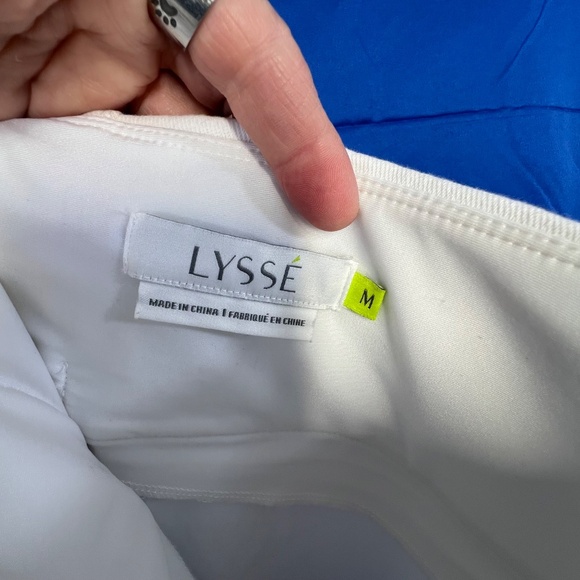 LYSSÉ
M
MADE IN CHINA | FABRIQUÉ EN CHINE